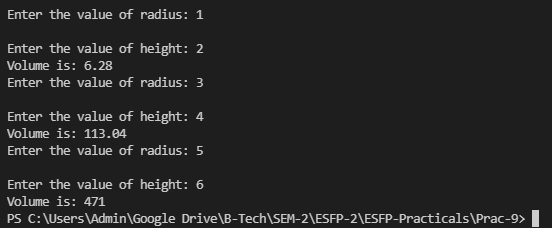 Enter the value of radius: 1
Enter the value of height: 2
Volume is: 6.28
Enter the value of radius: 3
Enter the value of height: 4
Volume is: 113.04
Enter the value of radius: 5
Enter the value of height: 6
Volume is: 471
PS C:\Users\Admin\Google Drive\B-Tech\SEM-2\ESFP-2\ESFP-Practicals\Prac-9>